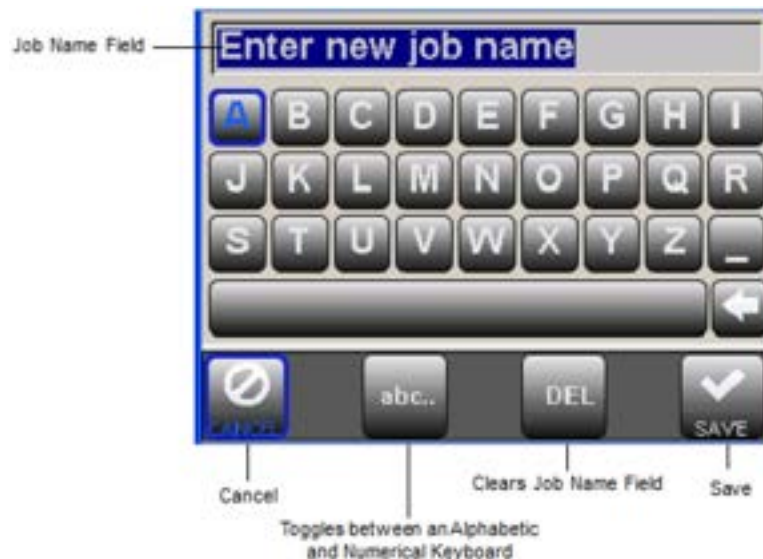 Job Name Field
Enter new job name
A B C D E F G H I
J K L M N O P Q R
S T U V W X Y Z _
abc.. DEL
CANCEL SAVE
Cancel
Clears Job Name Field
Save
Toggles between an Alphabetic
and Numerical Keyboard